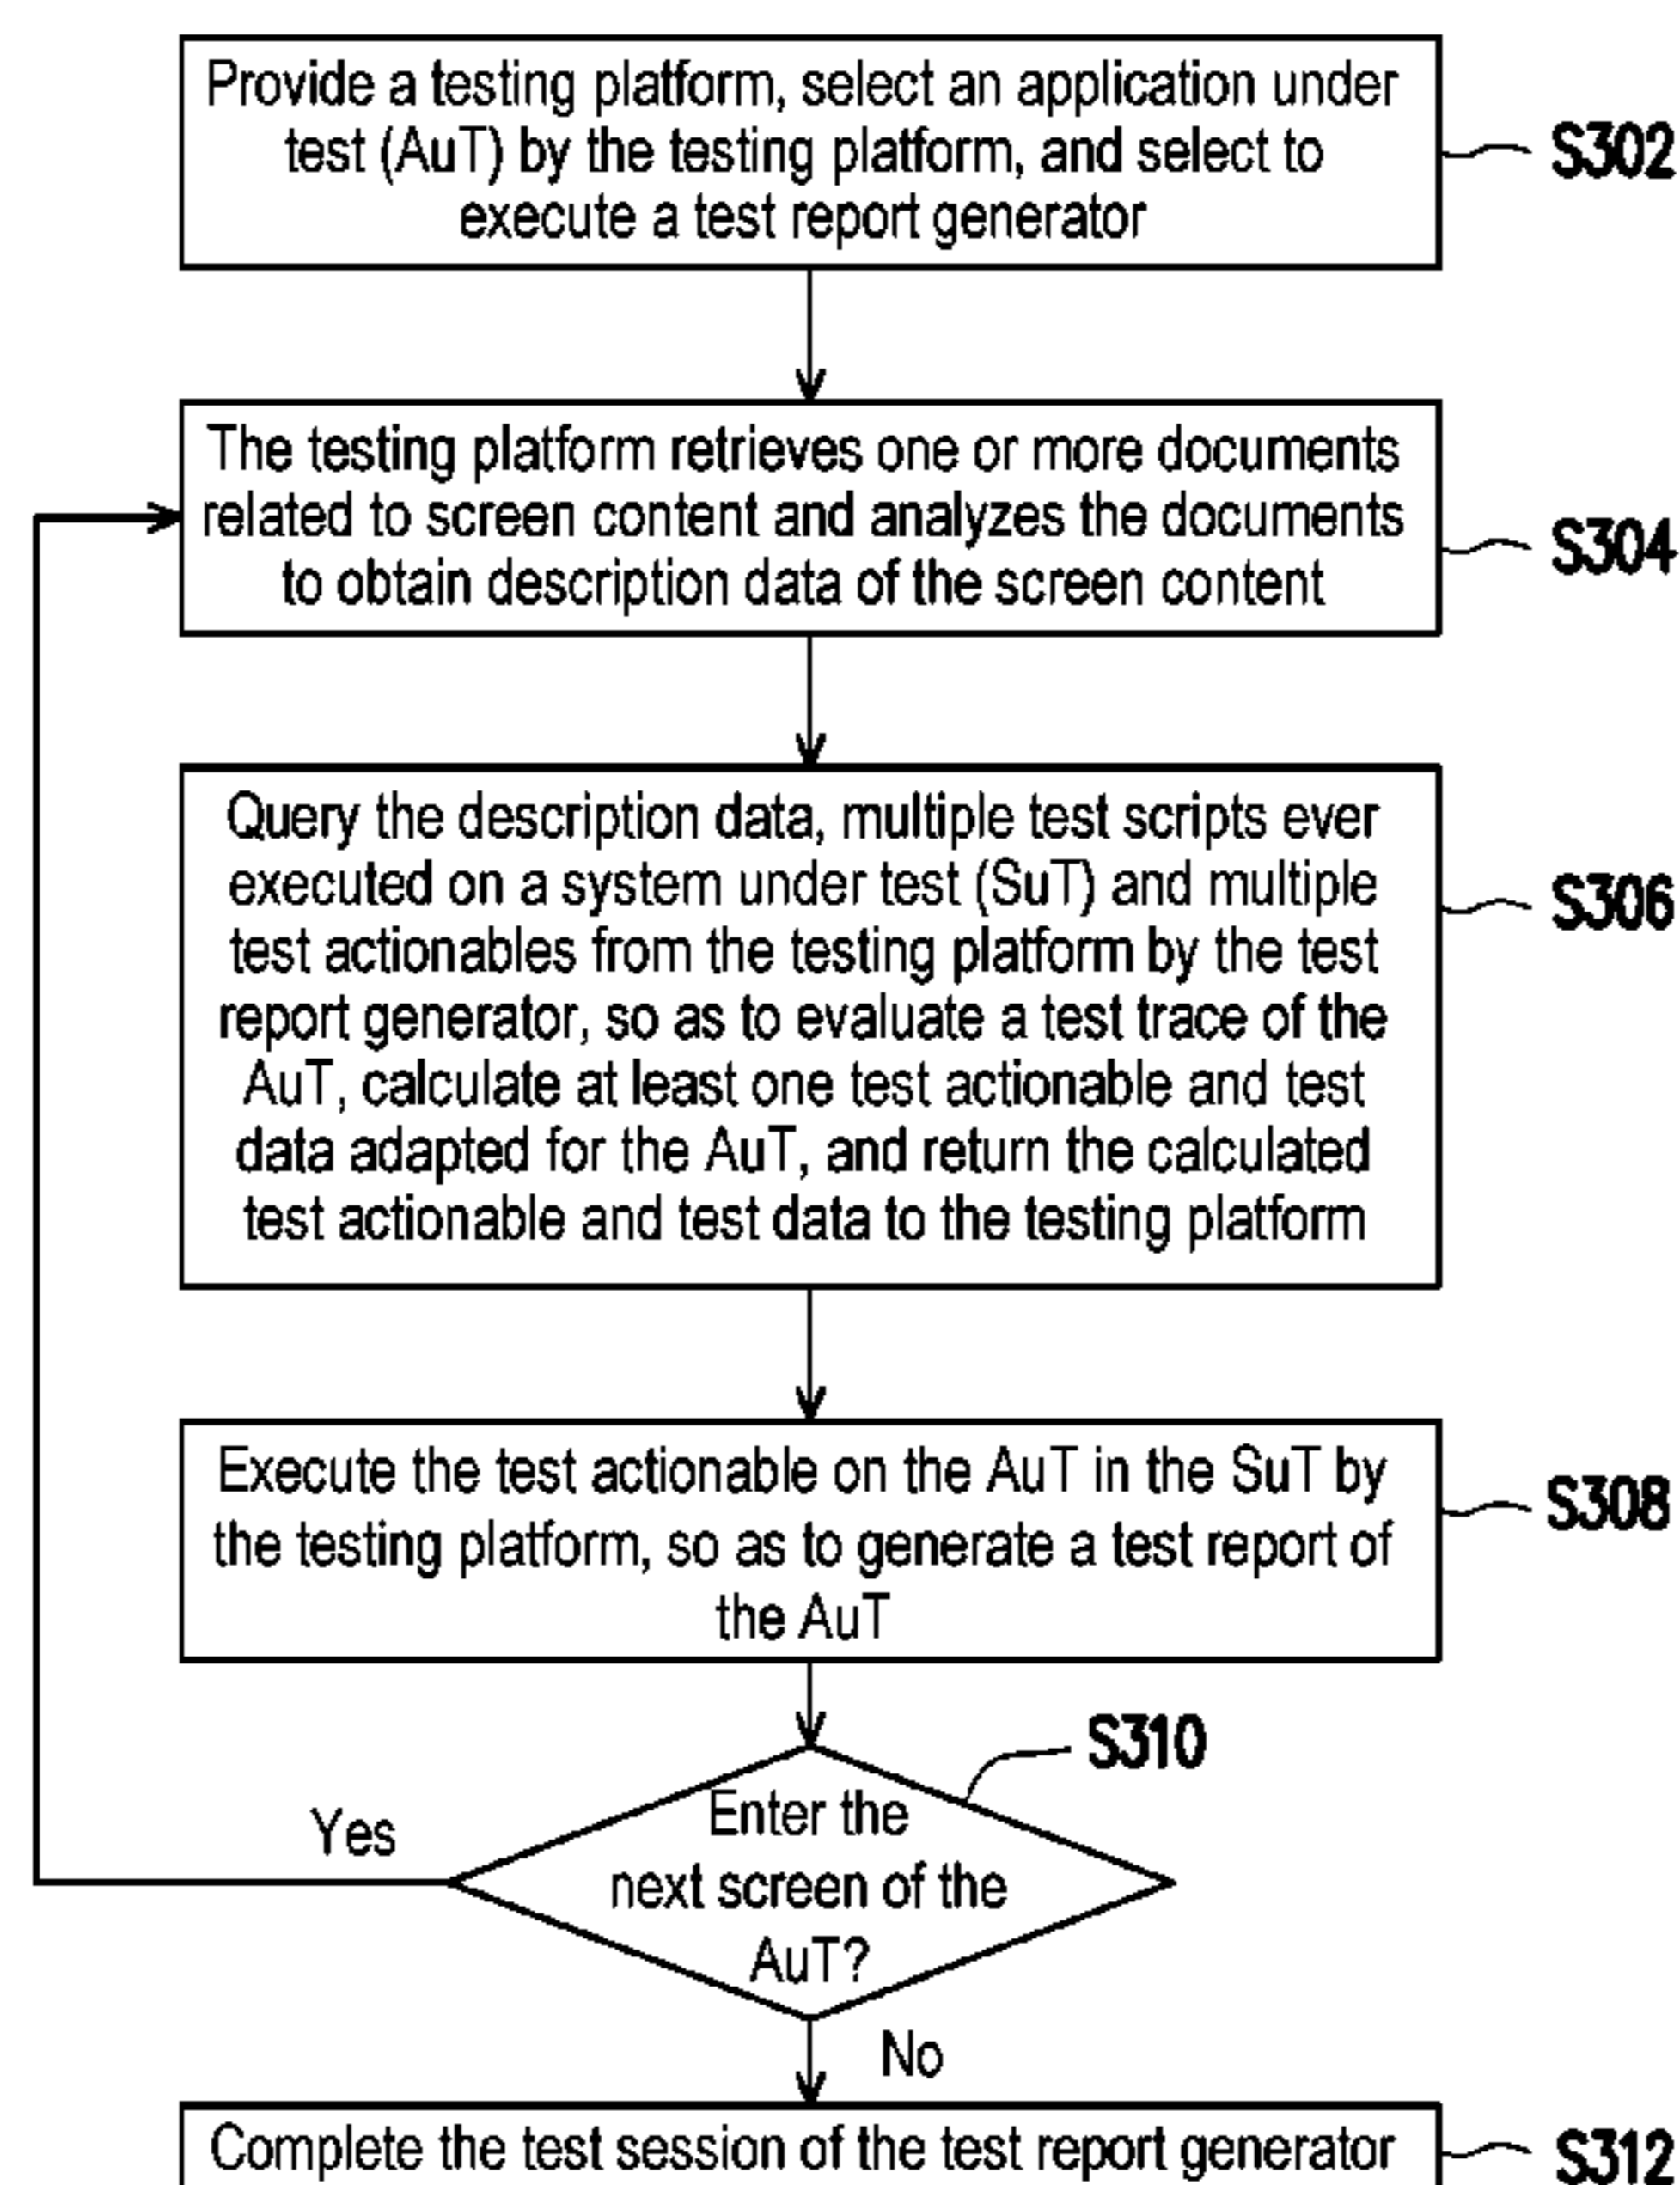 Provide a testing platform, select an application under
test (AuT) by the testing platform, and select to
execute a test report generator
S302
The testing platform retrieves one or more documents
related to screen content and analyzes the documents
to obtain description data of the screen content
S304
Query the description data, multiple test scripts ever
executed on a system under test (SuT) and multiple
test actionables from the testing platform by the test
report generator, so as to evaluate a test trace of the
AuT, calculate at least one test actionable and test
data adapted for the AuT, and return the calculated
test actionable and test data to the testing platform
S306
Execute the test actionable on the AuT in the SuT by
the testing platform, so as to generate a test report of
the AuT
S308
S310
Enter the
next screen of the
AuT?
Yes
No
Complete the test session of the test report generator
S312